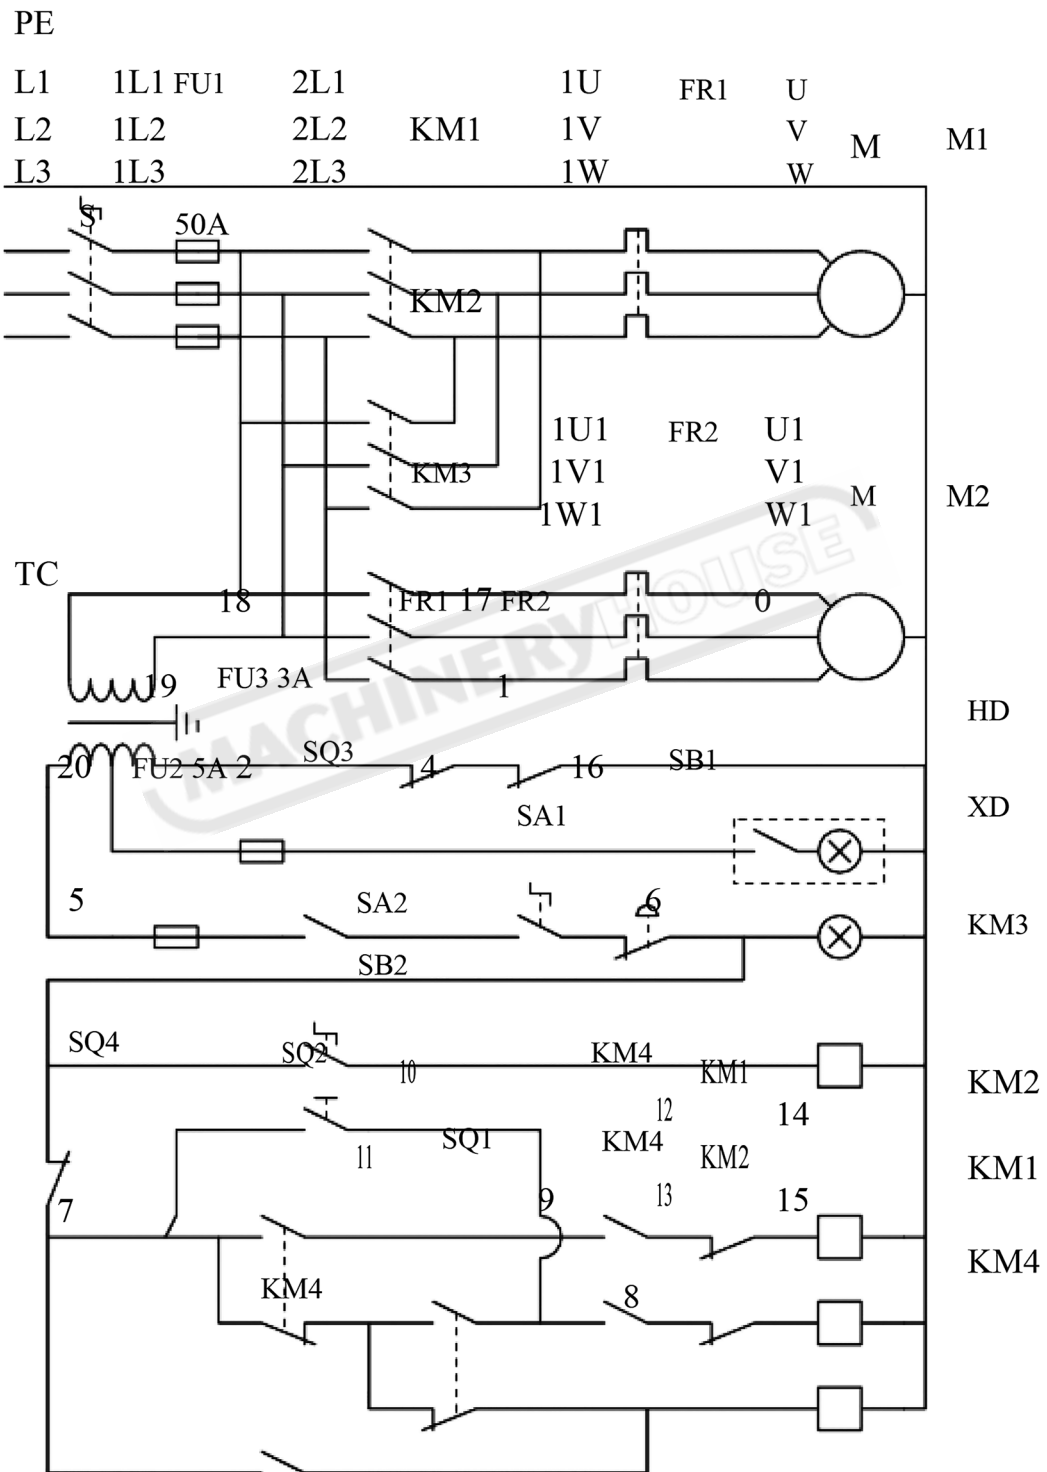 PE
L1 1L1 FU1 2L1 1U FR1 U
L2 1L2 2L2 KM1 1V V M M1
L3 1L3 2L3 1W W
S 50A
KM2
1U1 FR2 U1
KM3 1V1 V1
1W1 W1 M M2
TC
18 FR1 17 FR2 0
19 FU3 3A 1
MACHINERYHOUSE
HD
20 FU2 5A 2 SQ3 4 16 SB1
SA1 XD
5 SA2 6
KM3
SB2
SQ4 SQ2 10 KM4 KM1
KM2
12 14
11 SQ1 KM4 KM2
KM1
7 9 13 15
KM4
KM4 8